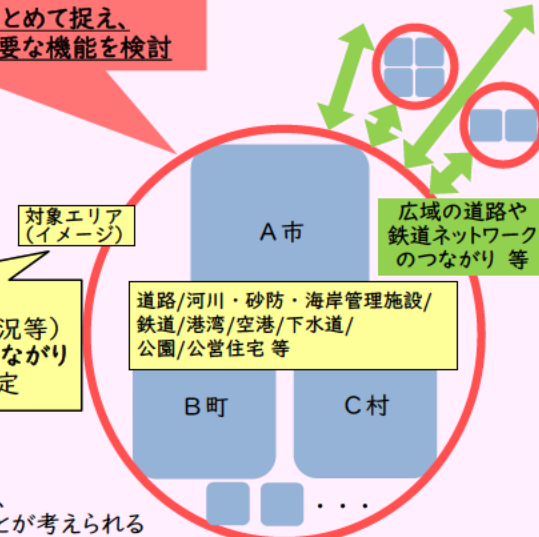 とめて捉え、
要な機能を検討
対象エリア
（イメージ）
A市
広域の道路や
鉄道ネットワーク
のつながり 等
道路/河川・砂防・海岸管理施設/
鉄道/港湾/空港/下水道/
公園/公営住宅 等
況等）
ながり
定
B町
C村
・・・
とが考えられる